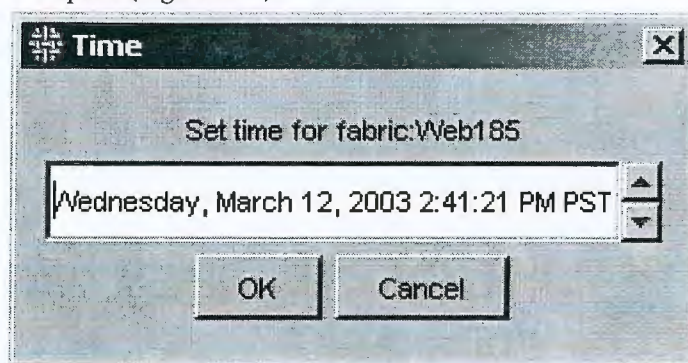 Time
Set time for fabric:Web185
Wednesday, March 12, 2003 2:41:21 PM PST
OK
Cancel